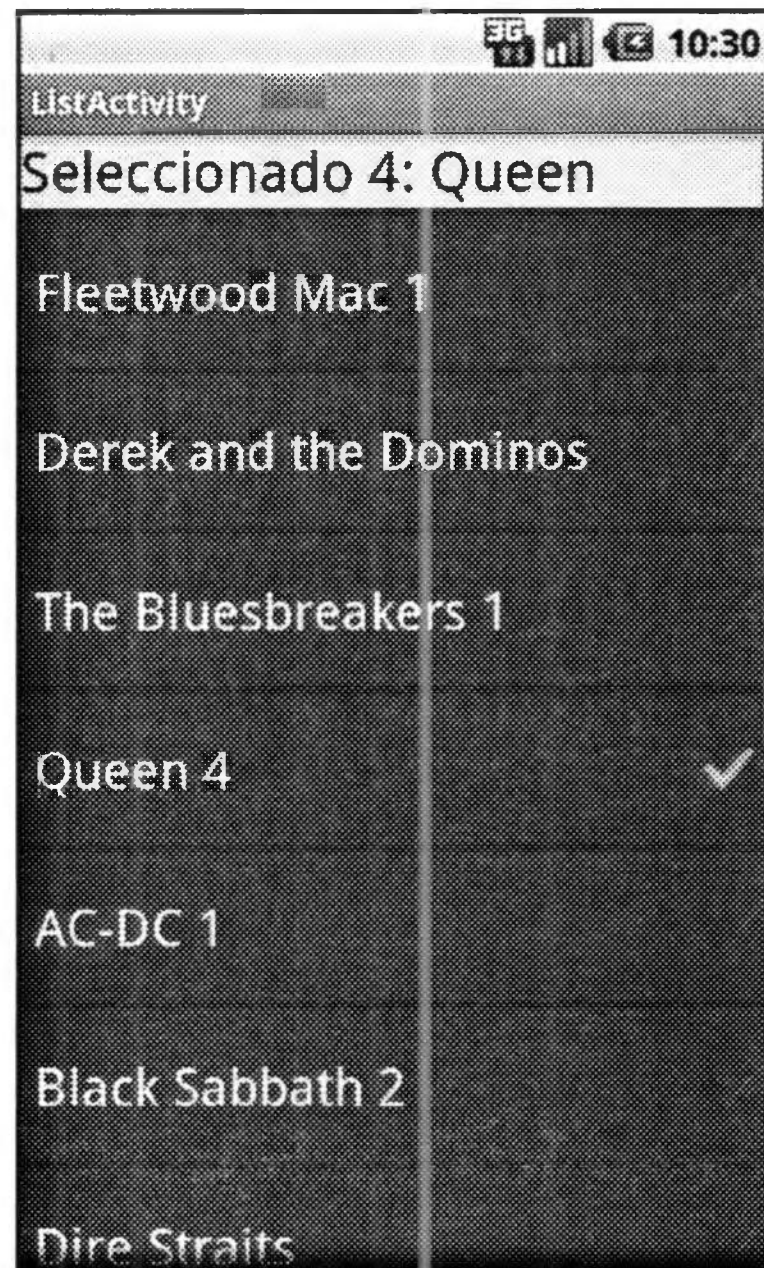 3G
10:30
ListActivity
Seleccionado 4: Queen
Fleetwood Mac 1
Derek and the Dominos
The Bluesbreakers 1
Queen 4
AC-DC 1
Black Sabbath 2
Dire Straits